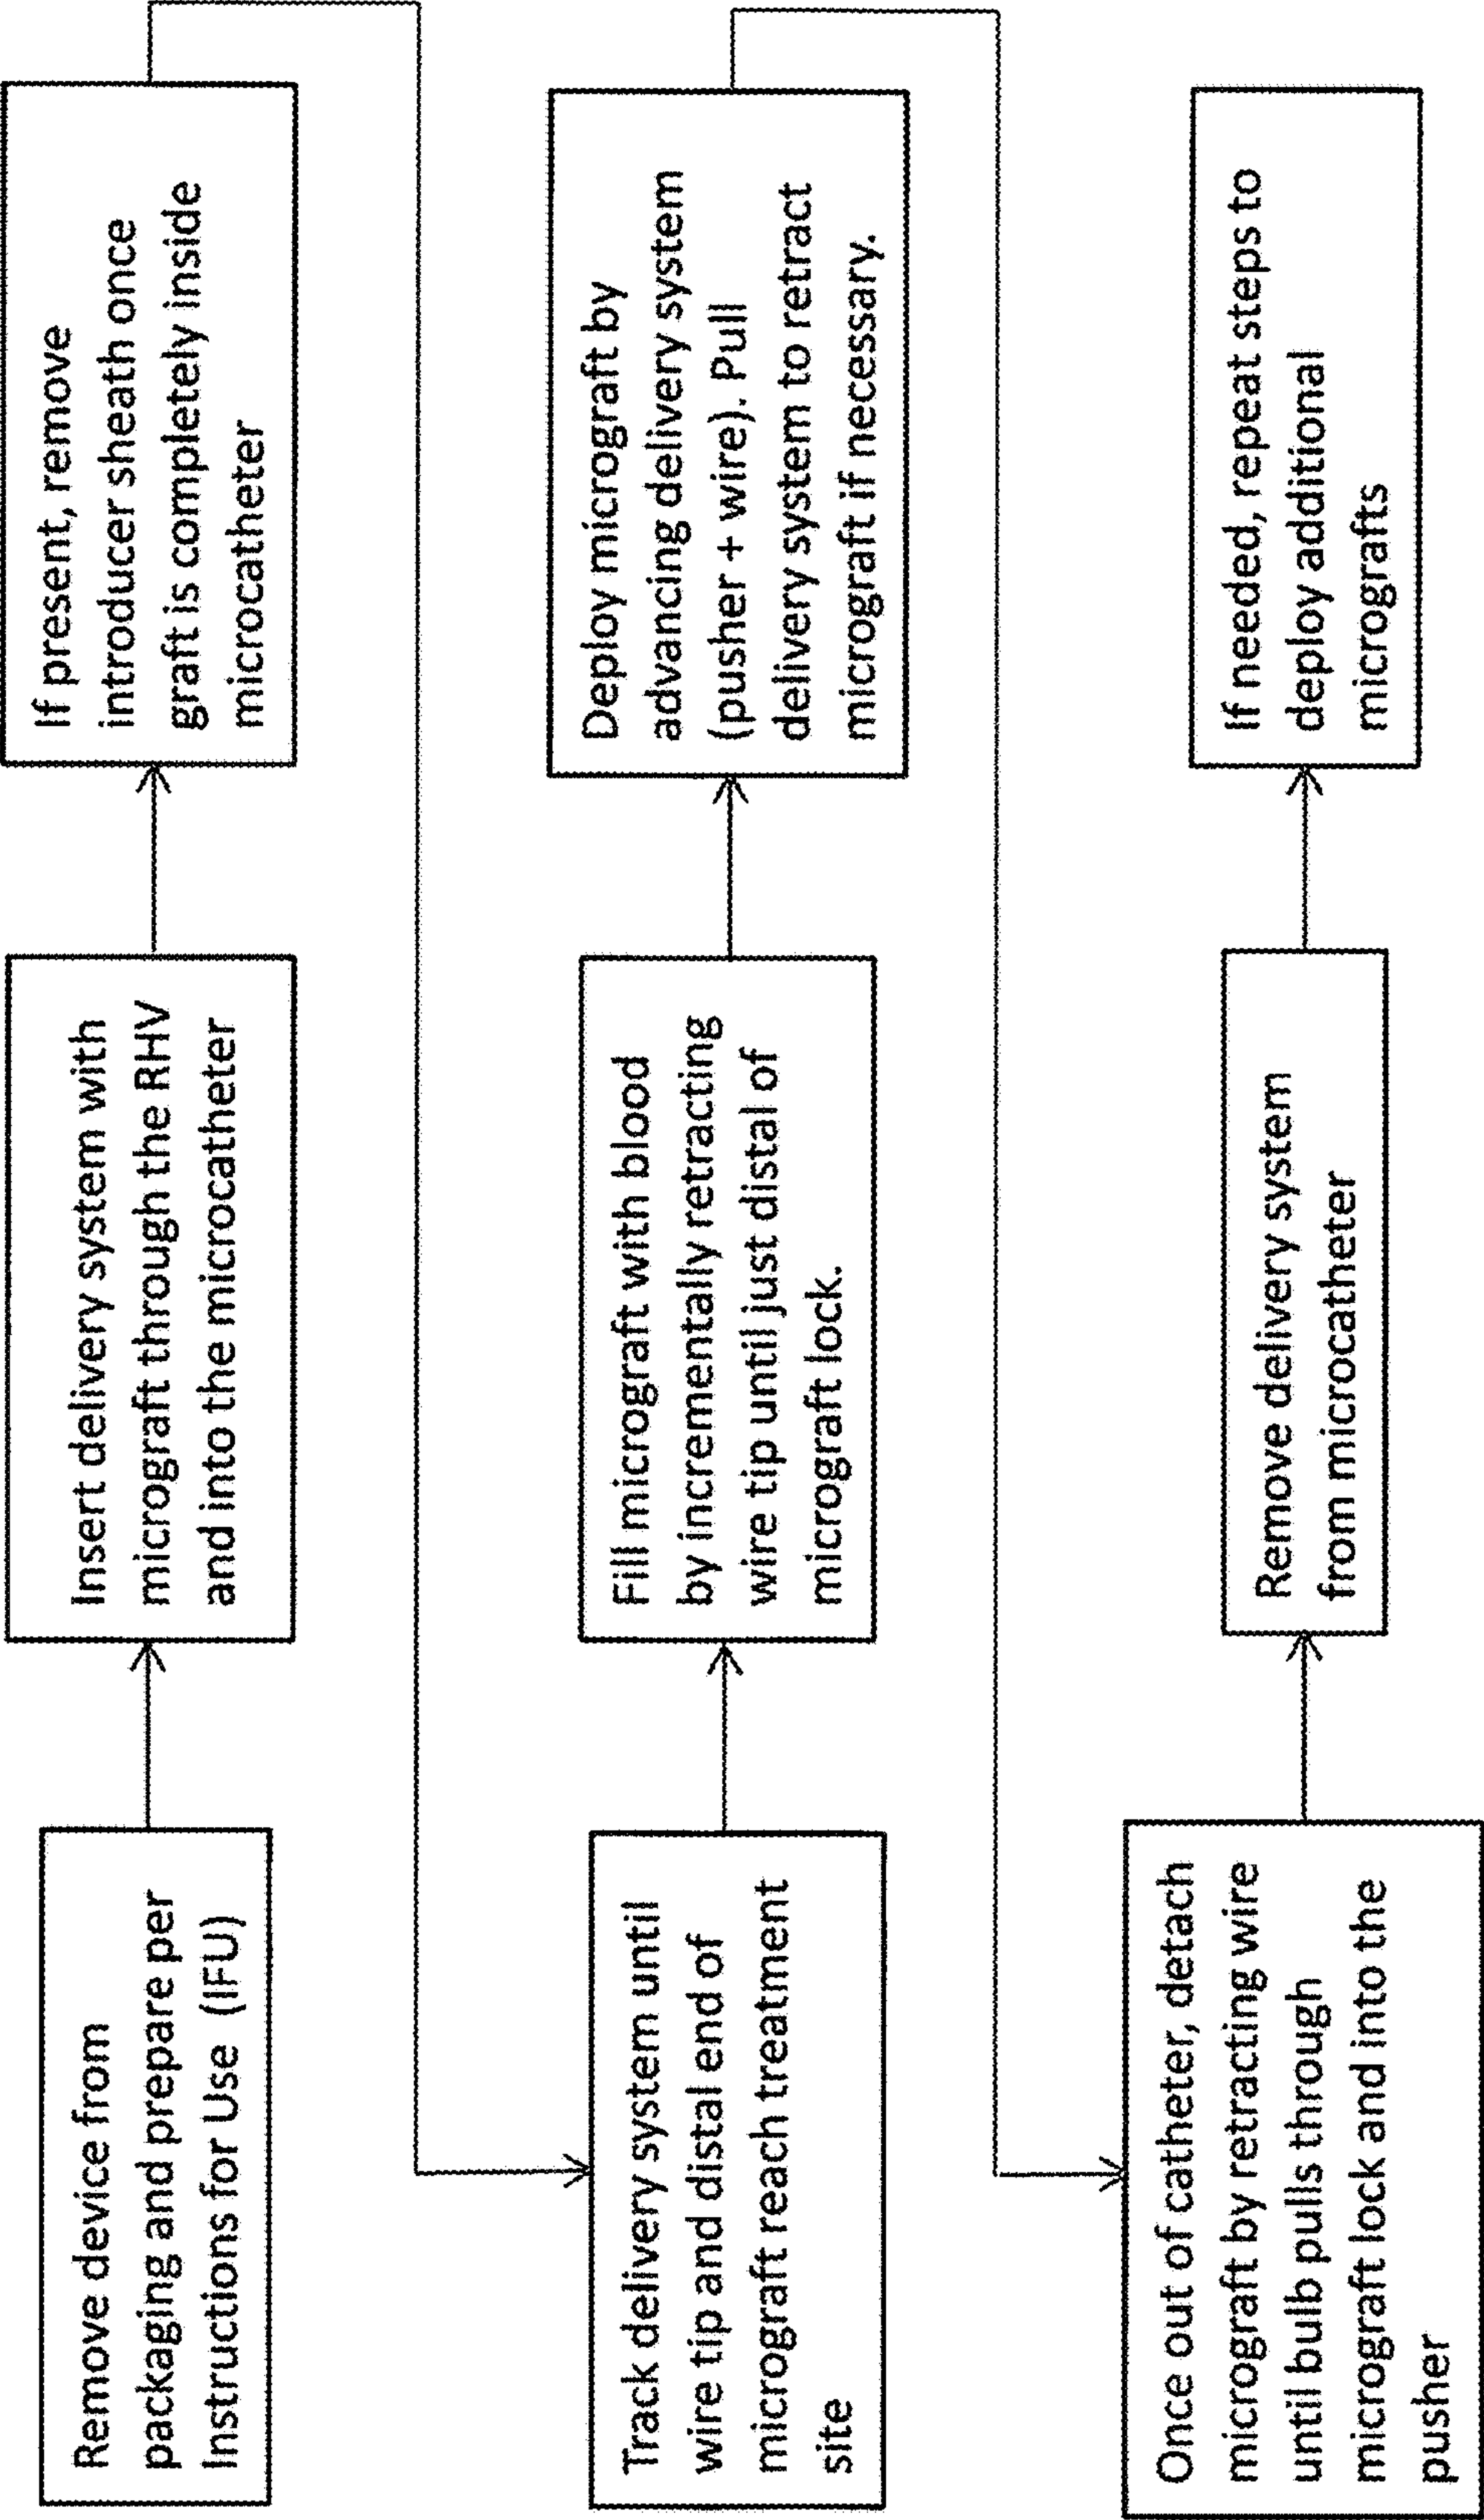 Remove device from
packaging and prepare per
Instructions for Use (IFU)
Insert delivery system with
micrograft through the RHV
and into the microcatheter
If present, remove
introducer sheath once
graft is completely inside
microcatheter
Track delivery system until
wire tip and distal end of
micrograft reach treatment
site
Fill micrograft with blood
by incrementally retracting
wire tip until just distal of
micrograft lock.
Deploy micrograft by
advancing delivery system
(pusher + wire). Pull
delivery system to retract
micrograft if necessary.
Once out of catheter, detach
micrograft by retracting wire
until bulb pulls through
micrograft lock and into the
pusher
Remove delivery system
from microcatheter
If needed, repeat steps to
deploy additional
micrografts